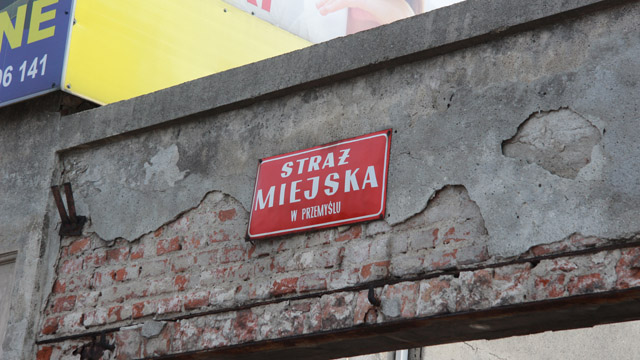 NE
06 141
STRAŻ
MIEJSKA
W PRZEMYŚLU